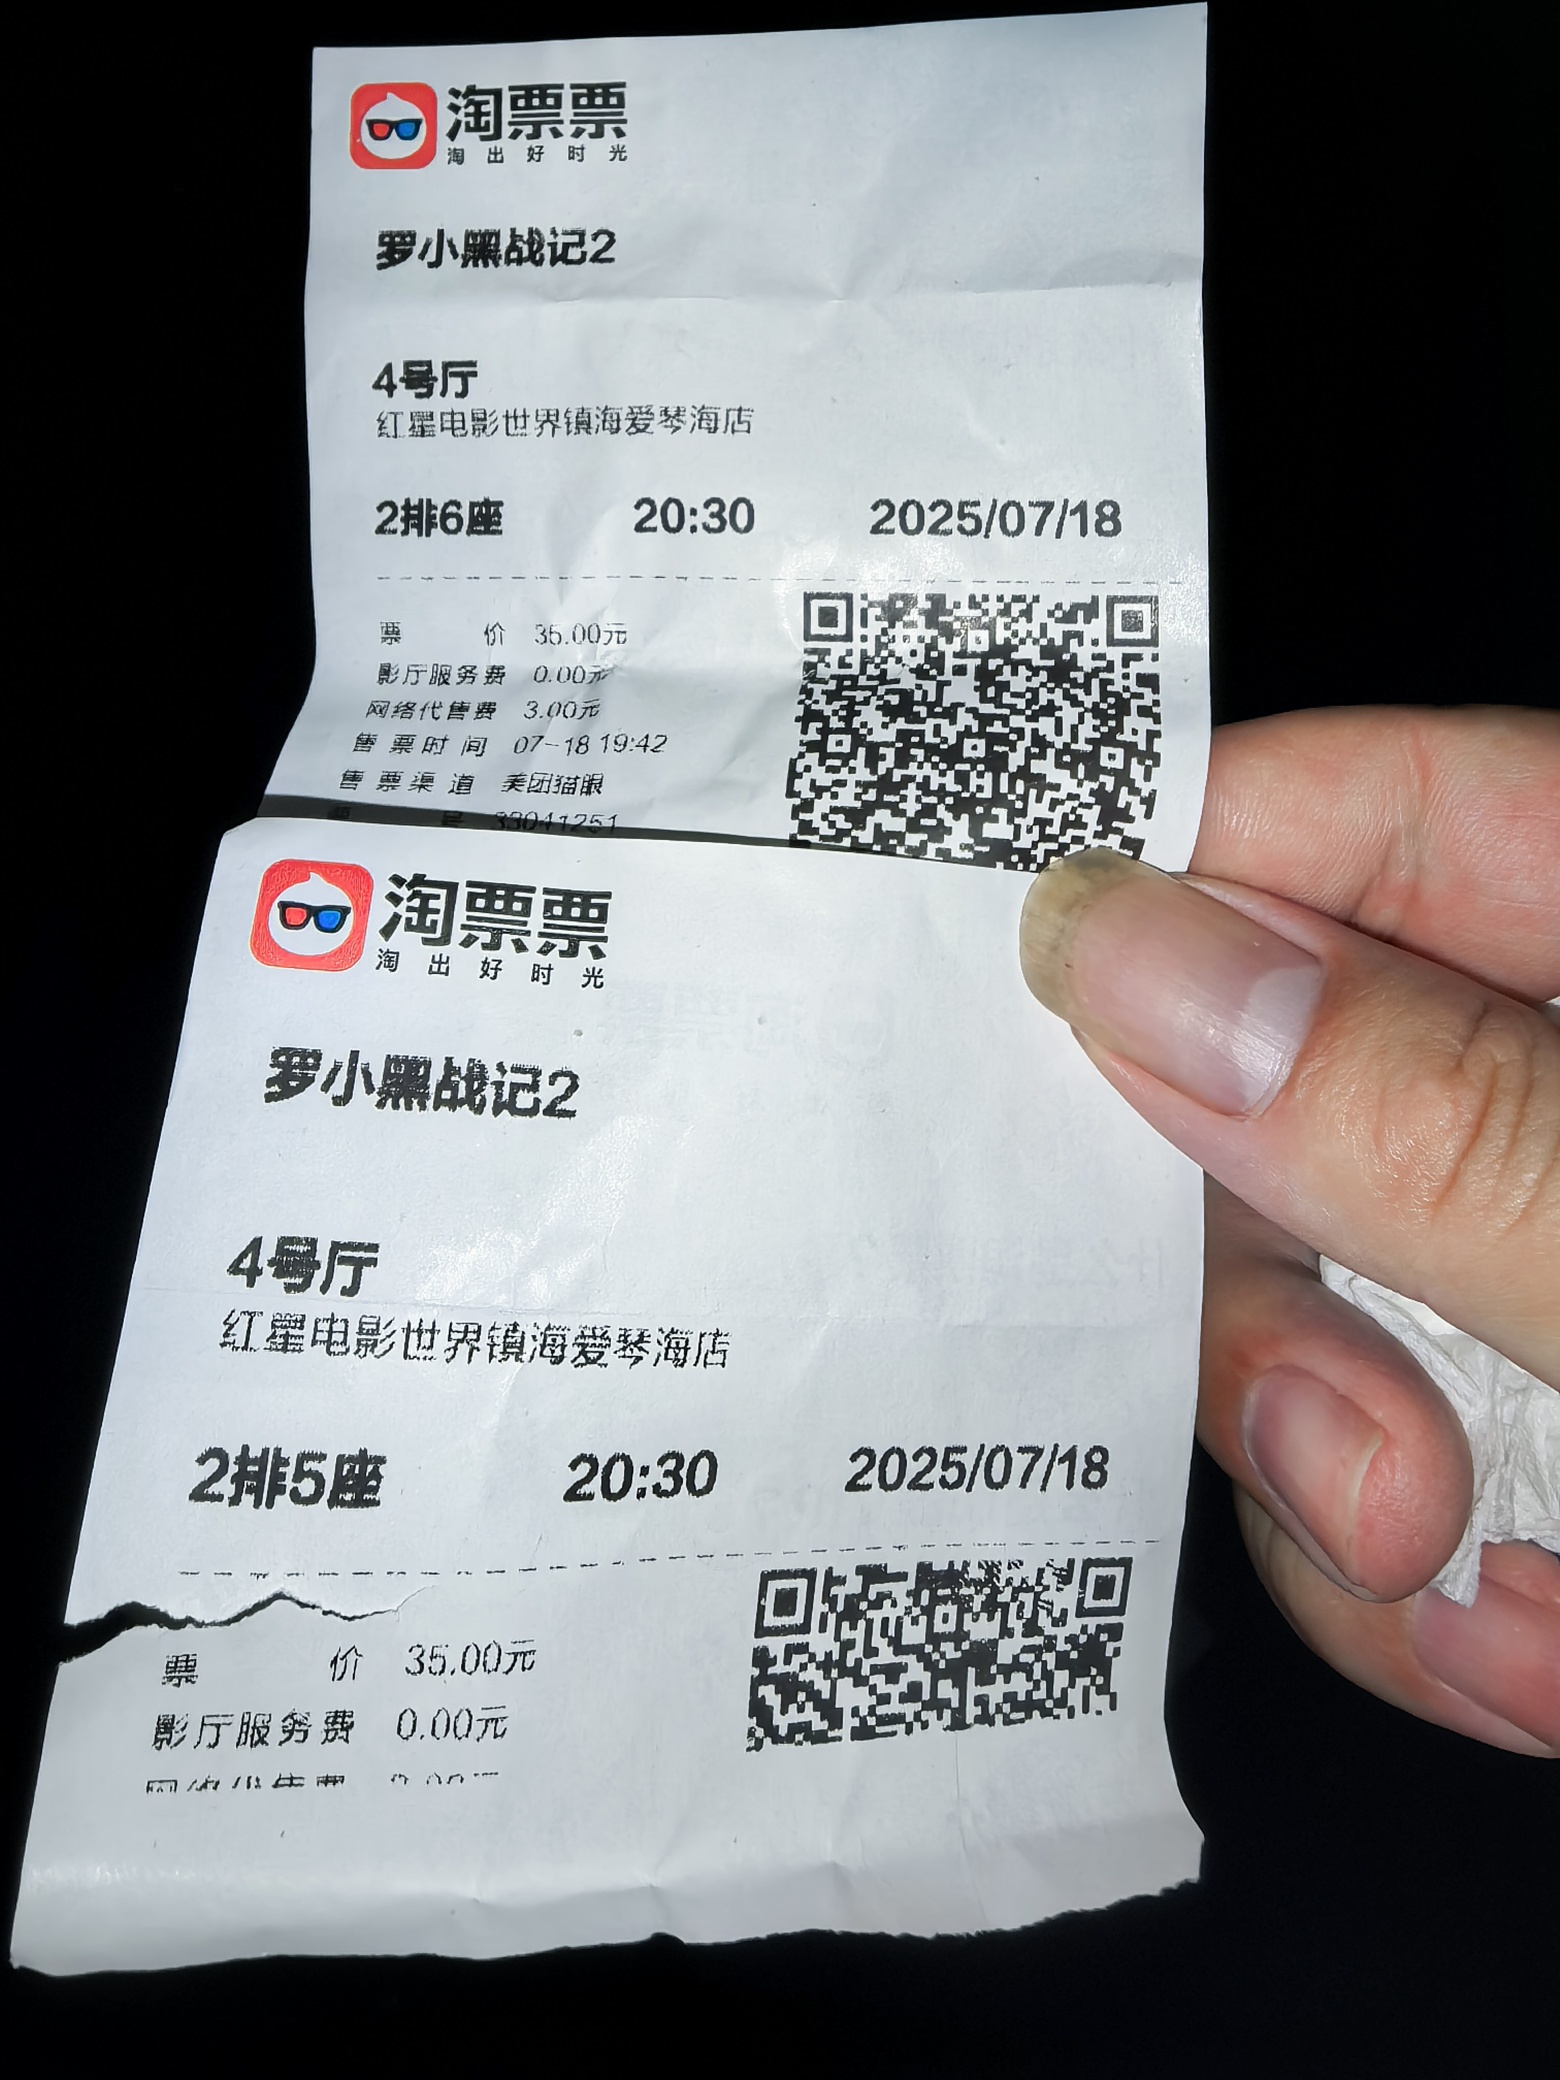 淘票票
淘出好时光
罗小黑战记2
4号厅
红星电影世界镇海爱琴海店
2排6座 20:30 2025/07/18
票 价 35.00元
影厅服务费 0.00元
网络代售费 3.00元
售票时间 07-18 19:42
售票渠道 美团猫眼
号 33041251
淘票票
淘出好时光
罗小黑战记2
4号厅
红星电影世界镇海爱琴海店
2排5座 20:30 2025/07/18
票 价 35.00元
影厅服务费 0.00元